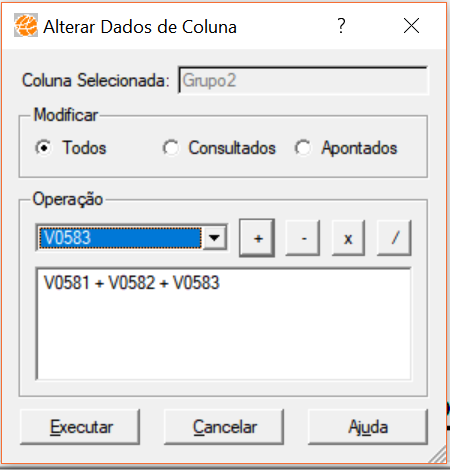 Alterar Dados de Coluna ?
Coluna Selecionada: Grupo2
Modificar
Todos Consultados Apontados
Operação
V0583 + - x /
V0581 + V0582 + V0583
Executar Cancelar Ajuda